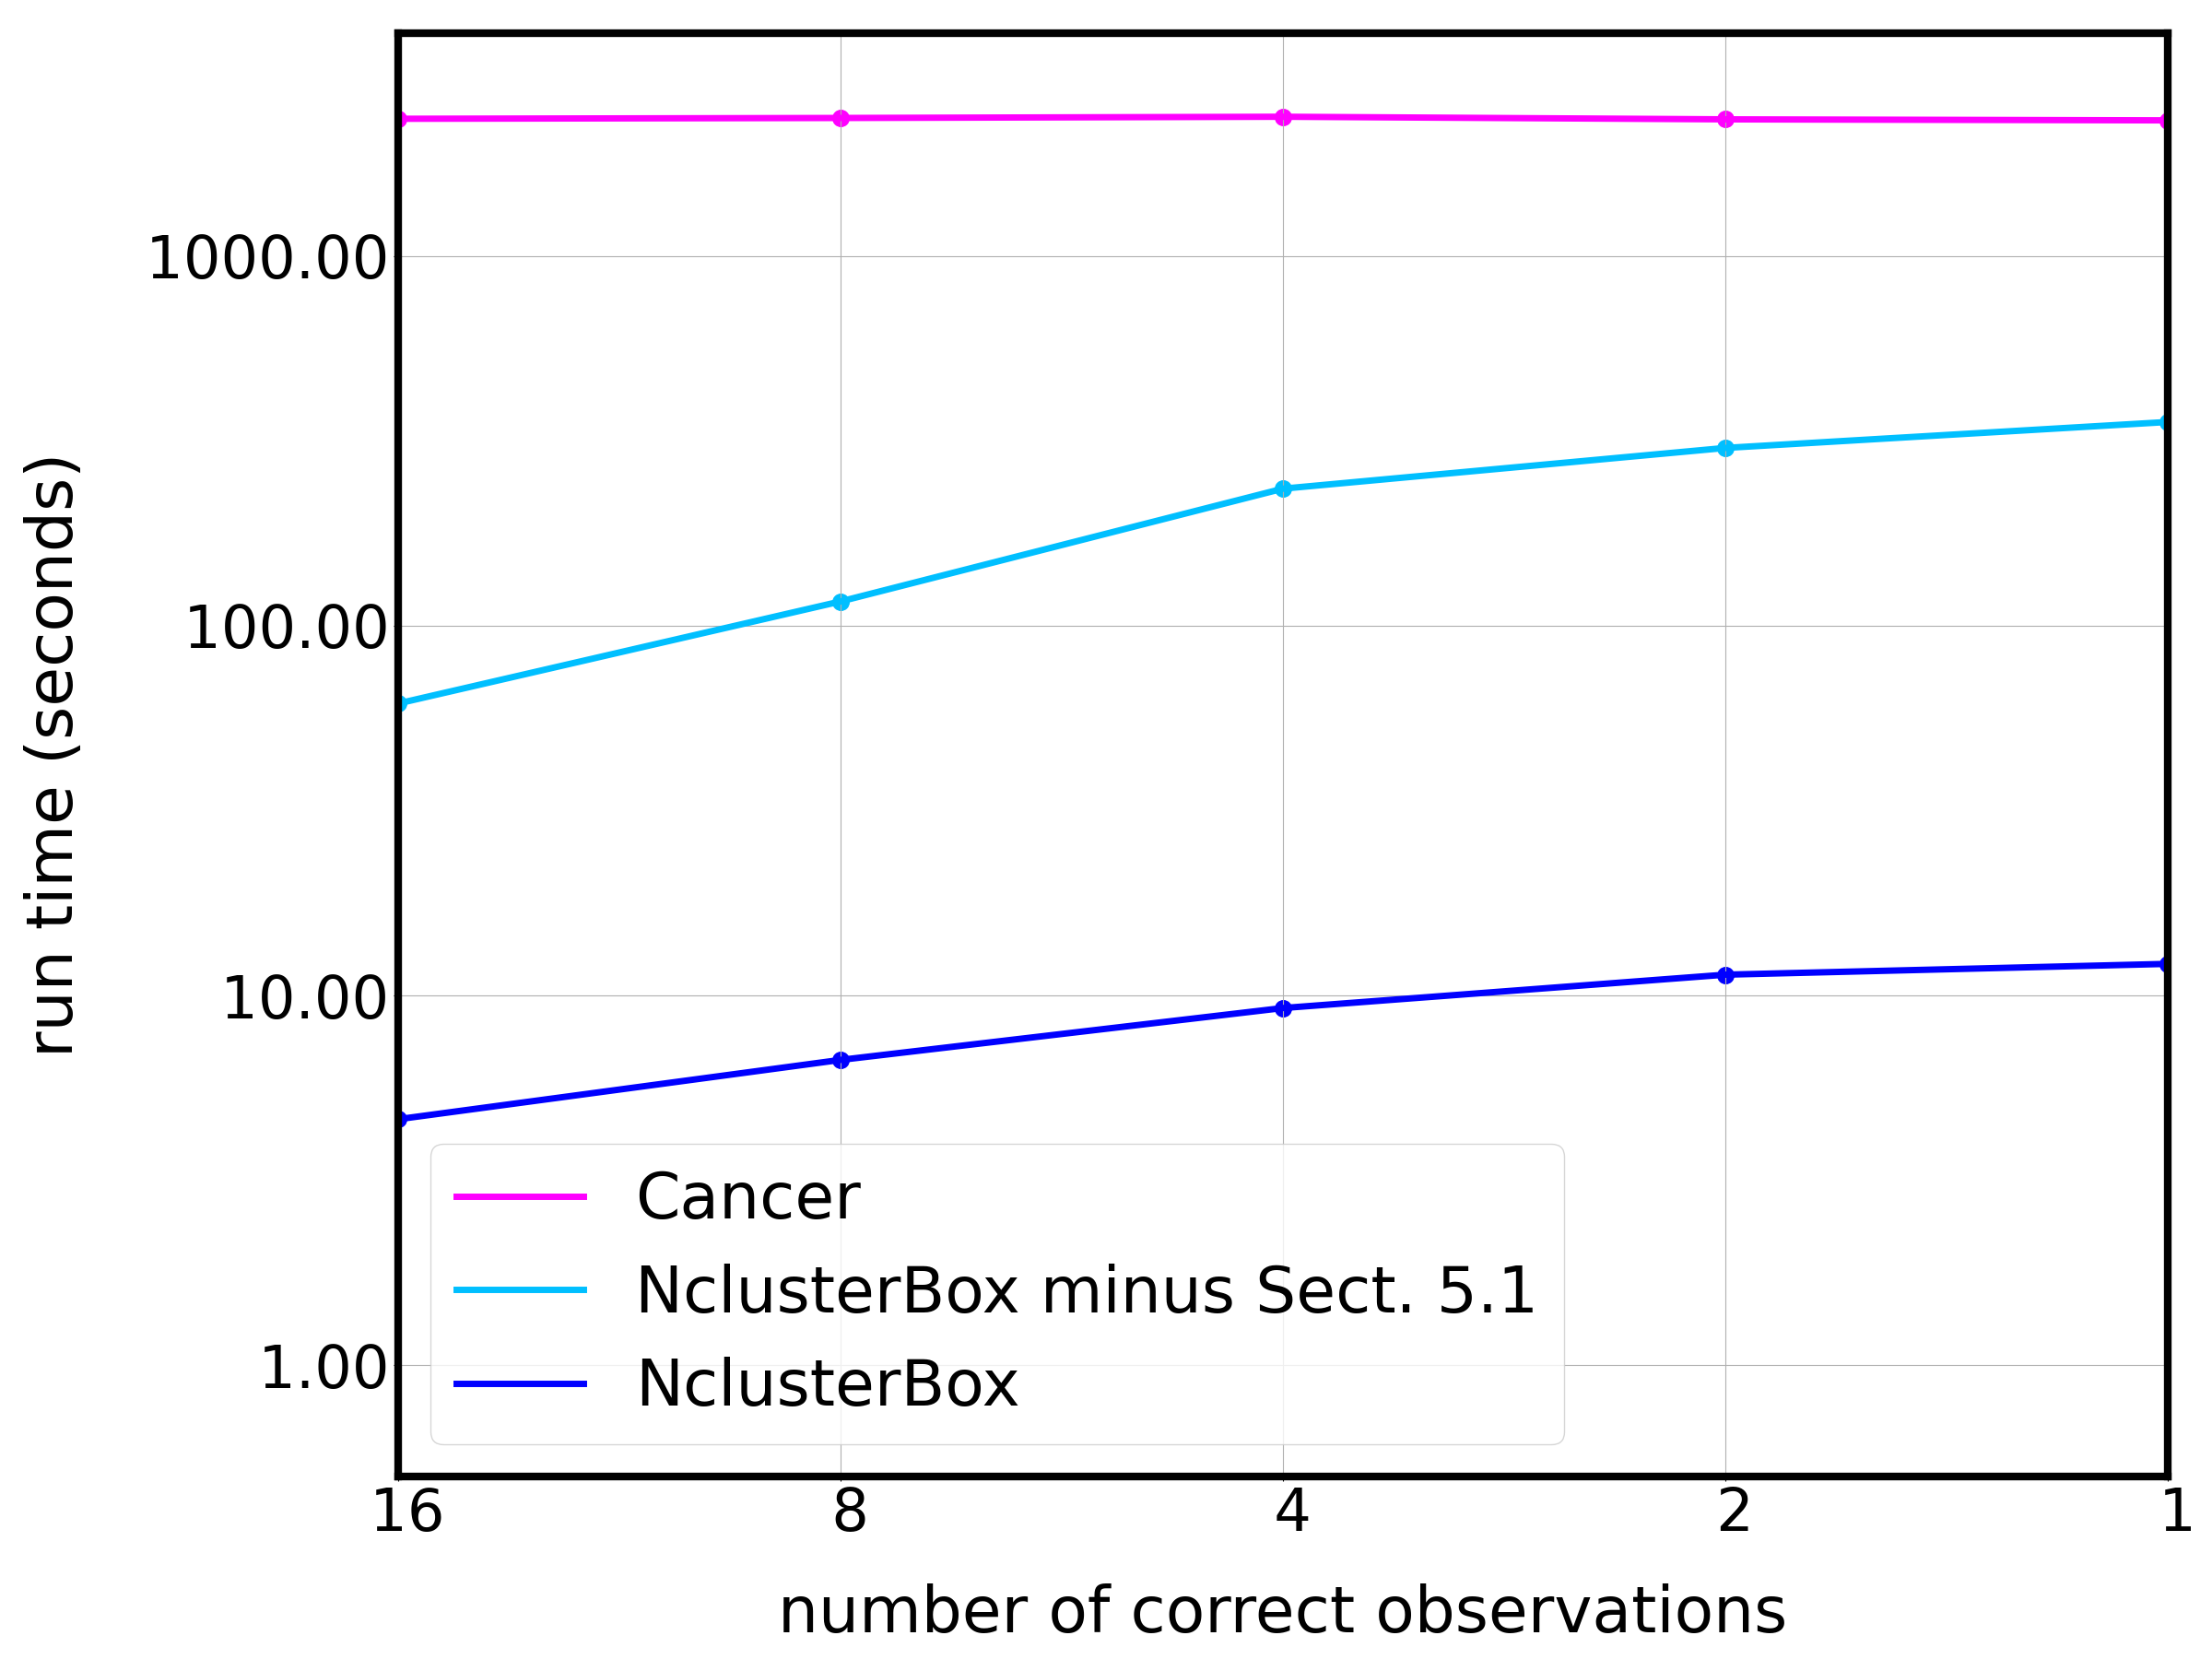 run time (seconds)
1000.00
100.00
10.00
1.00
Cancer
NclusterBox minus Sect. 5.1
NclusterBox
16 8 4 2 1
number of correct observations